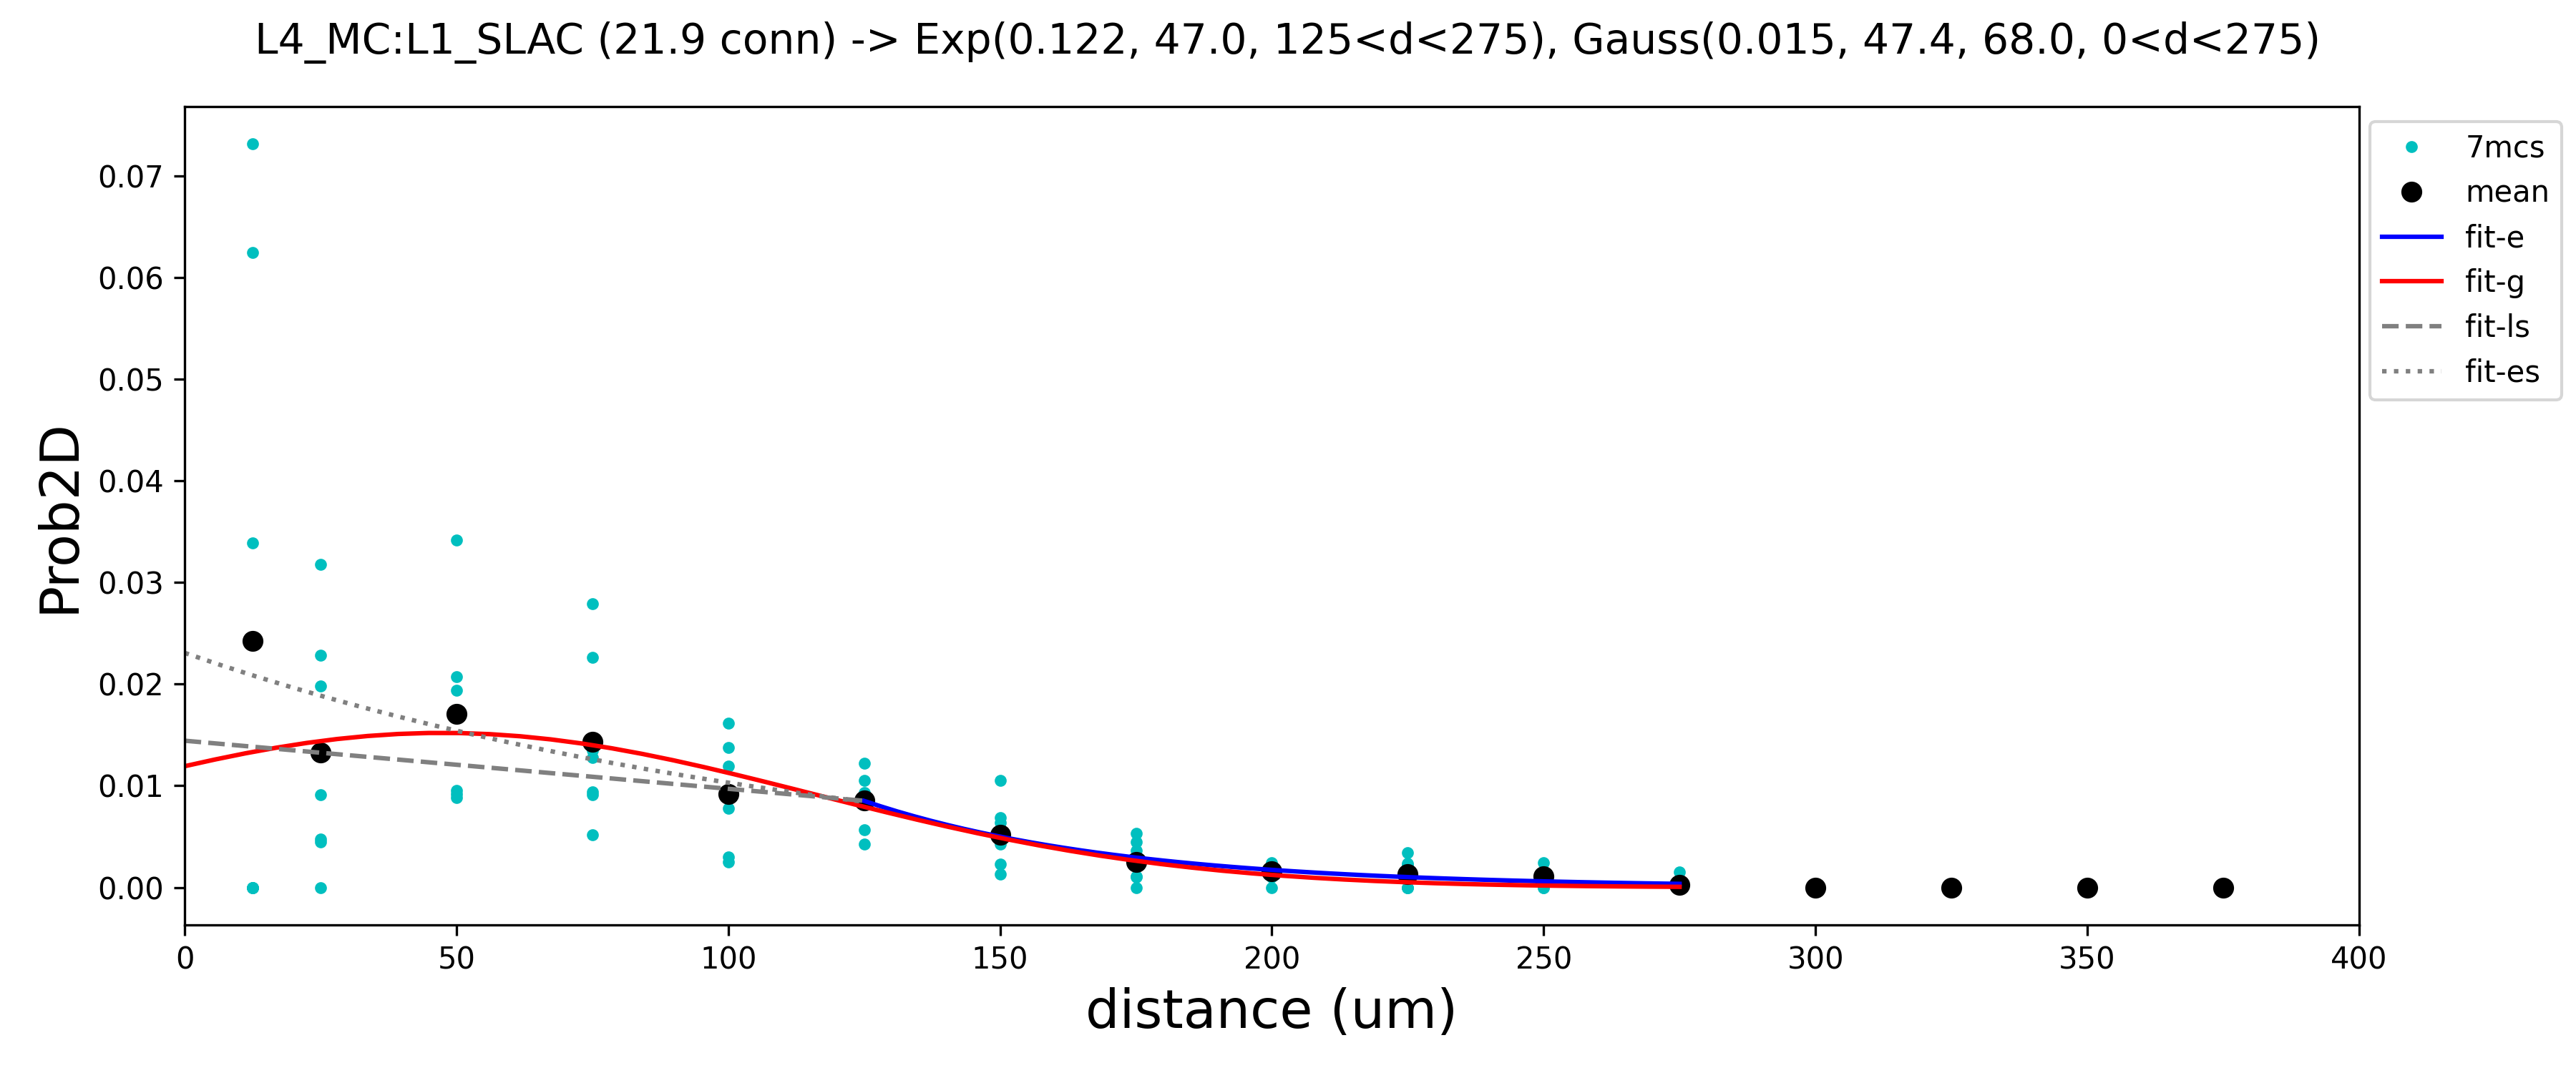 L4_MC:L1_SLAC (21.9 conn) -> Exp(0.122, 47.0, 125<d<275), Gauss(0.015, 47.4, 68.0, 0<d<275)
7mcs
mean
fit-e
fit-g
fit-ls
fit-es
Prob2D
0.07
0.06
0.05
0.04
0.03
0.02
0.01
0.00
0 50 100 150 200 250 300 350 400
distance (um)